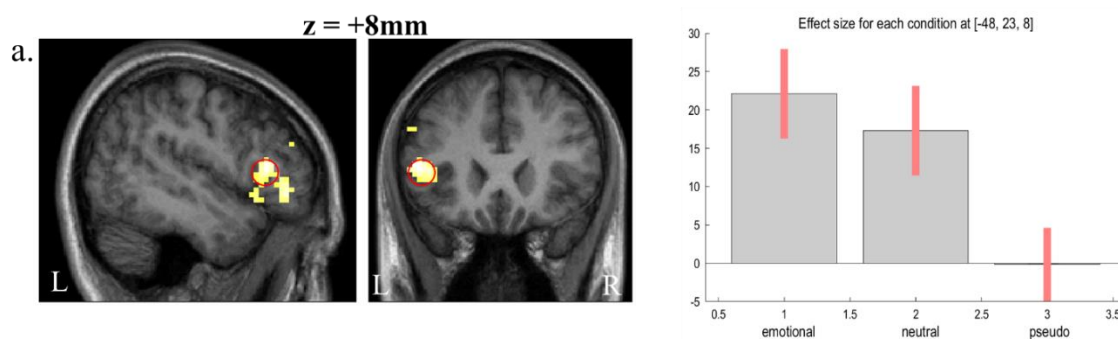 z = +8mm
a.
L
L
R
Effect size for each condition at [-48, 23, 8]
30
25
20
15
10
5
0
-5
0.5 1 1.5 2 2.5 3 3.5
emotional neutral pseudo